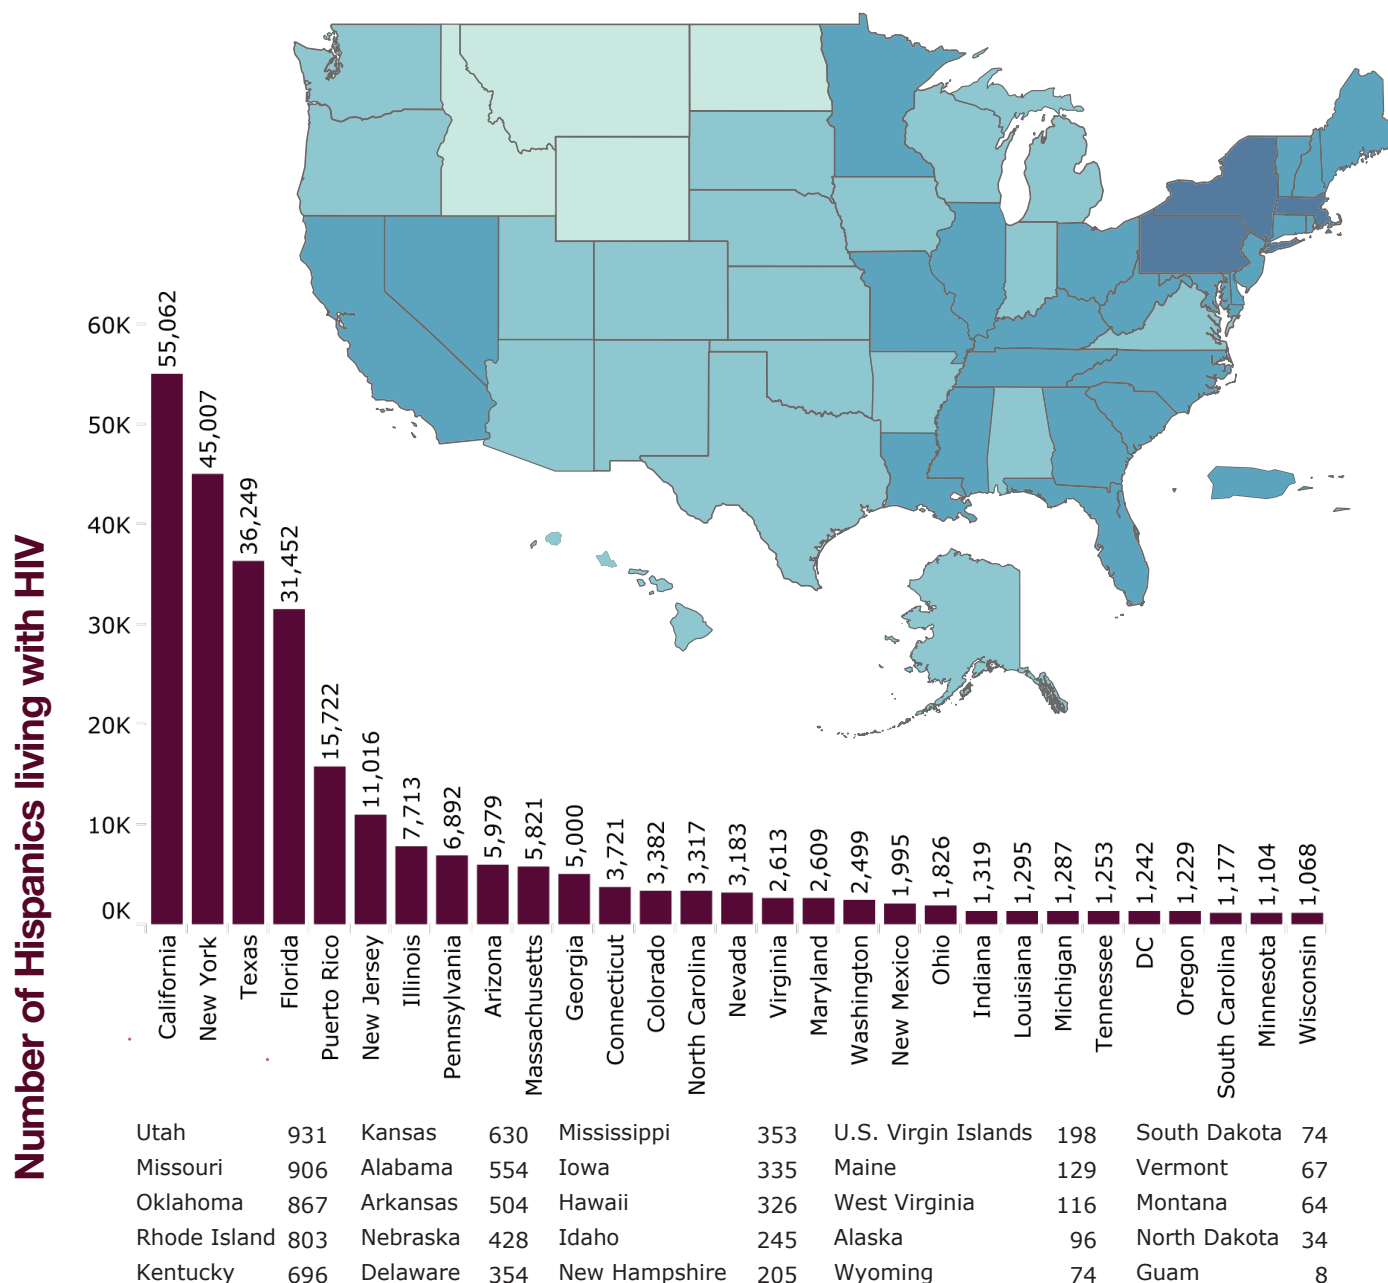 Number of Hispanics living with HIV
60K
50K
40K
30K
20K
10K
0K
55,062
45,007
36,249
31,452
15,722
11,016
7,713
6,892
5,979
5,821
5,000
3,721
3,382
3,317
3,183
2,613
2,609
2,499
1,995
1,826
1,319
1,295
1,287
1,253
1,242
1,229
1,177
1,104
1,068
California
New York
Texas
Florida
Puerto Rico
New Jersey
Illinois
Pennsylvania
Arizona
Massachusetts
Georgia
Connecticut
Colorado
North Carolina
Nevada
Virginia
Maryland
Washington
New Mexico
Ohio
Indiana
Louisiana
Michigan
Tennessee
DC
Oregon
South Carolina
Minnesota
Wisconsin
Utah 931 Kansas 630 Mississippi 353 U.S. Virgin Islands 198 South Dakota 74
Missouri 906 Alabama 554 Iowa 335 Maine 129 Vermont 67
Oklahoma 867 Arkansas 504 Hawaii 326 West Virginia 116 Montana 64
Rhode Island 803 Nebraska 428 Idaho 245 Alaska 96 North Dakota 34
Kentucky 696 Delaware 354 New Hampshire 205 Wyoming 74 Guam 8